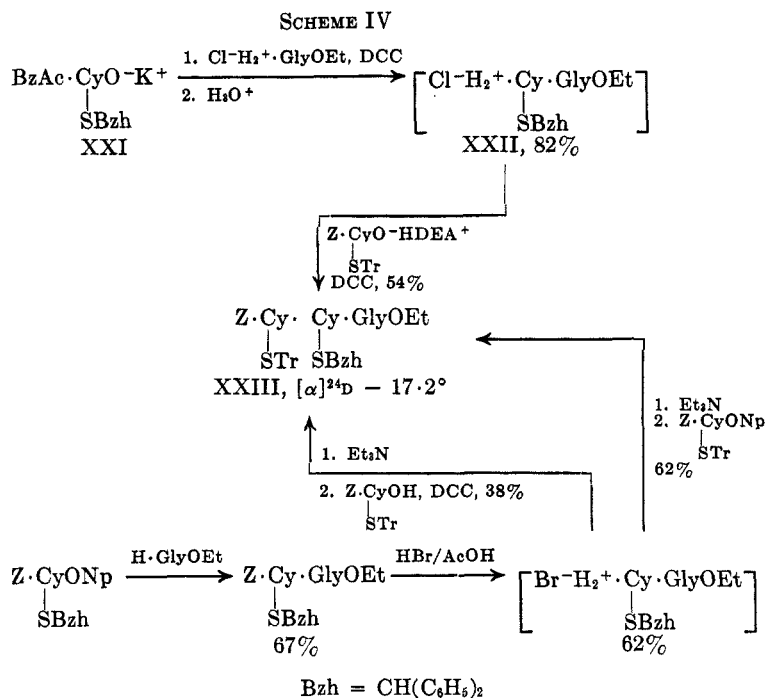 SCHEME IV
BzAc·CyO⁻K⁺
SBzh
XXI
1. Cl⁻H₂⁺·GlyOEt, DCC
2. H₃O⁺
[Cl⁻H₂⁺·Cy·GlyOEt]
SBzh
XXII, 82%
Z·CyO⁻HDEA⁺
STr
DCC, 54%
Z·Cy· Cy·GlyOEt
STr SBzh
XXIII, [α]²⁴D − 17·2°
1. Et₃N
2. Z·CyONp
STr
62%
1. Et₃N
2. Z·CyOH, DCC, 38%
STr
Z·CyONp
SBzh
H·GlyOEt
Z·Cy·GlyOEt
SBzh
67%
HBr/AcOH
[Br⁻H₂⁺·Cy·GlyOEt]
SBzh
62%
Bzh = CH(C₆H₅)₂